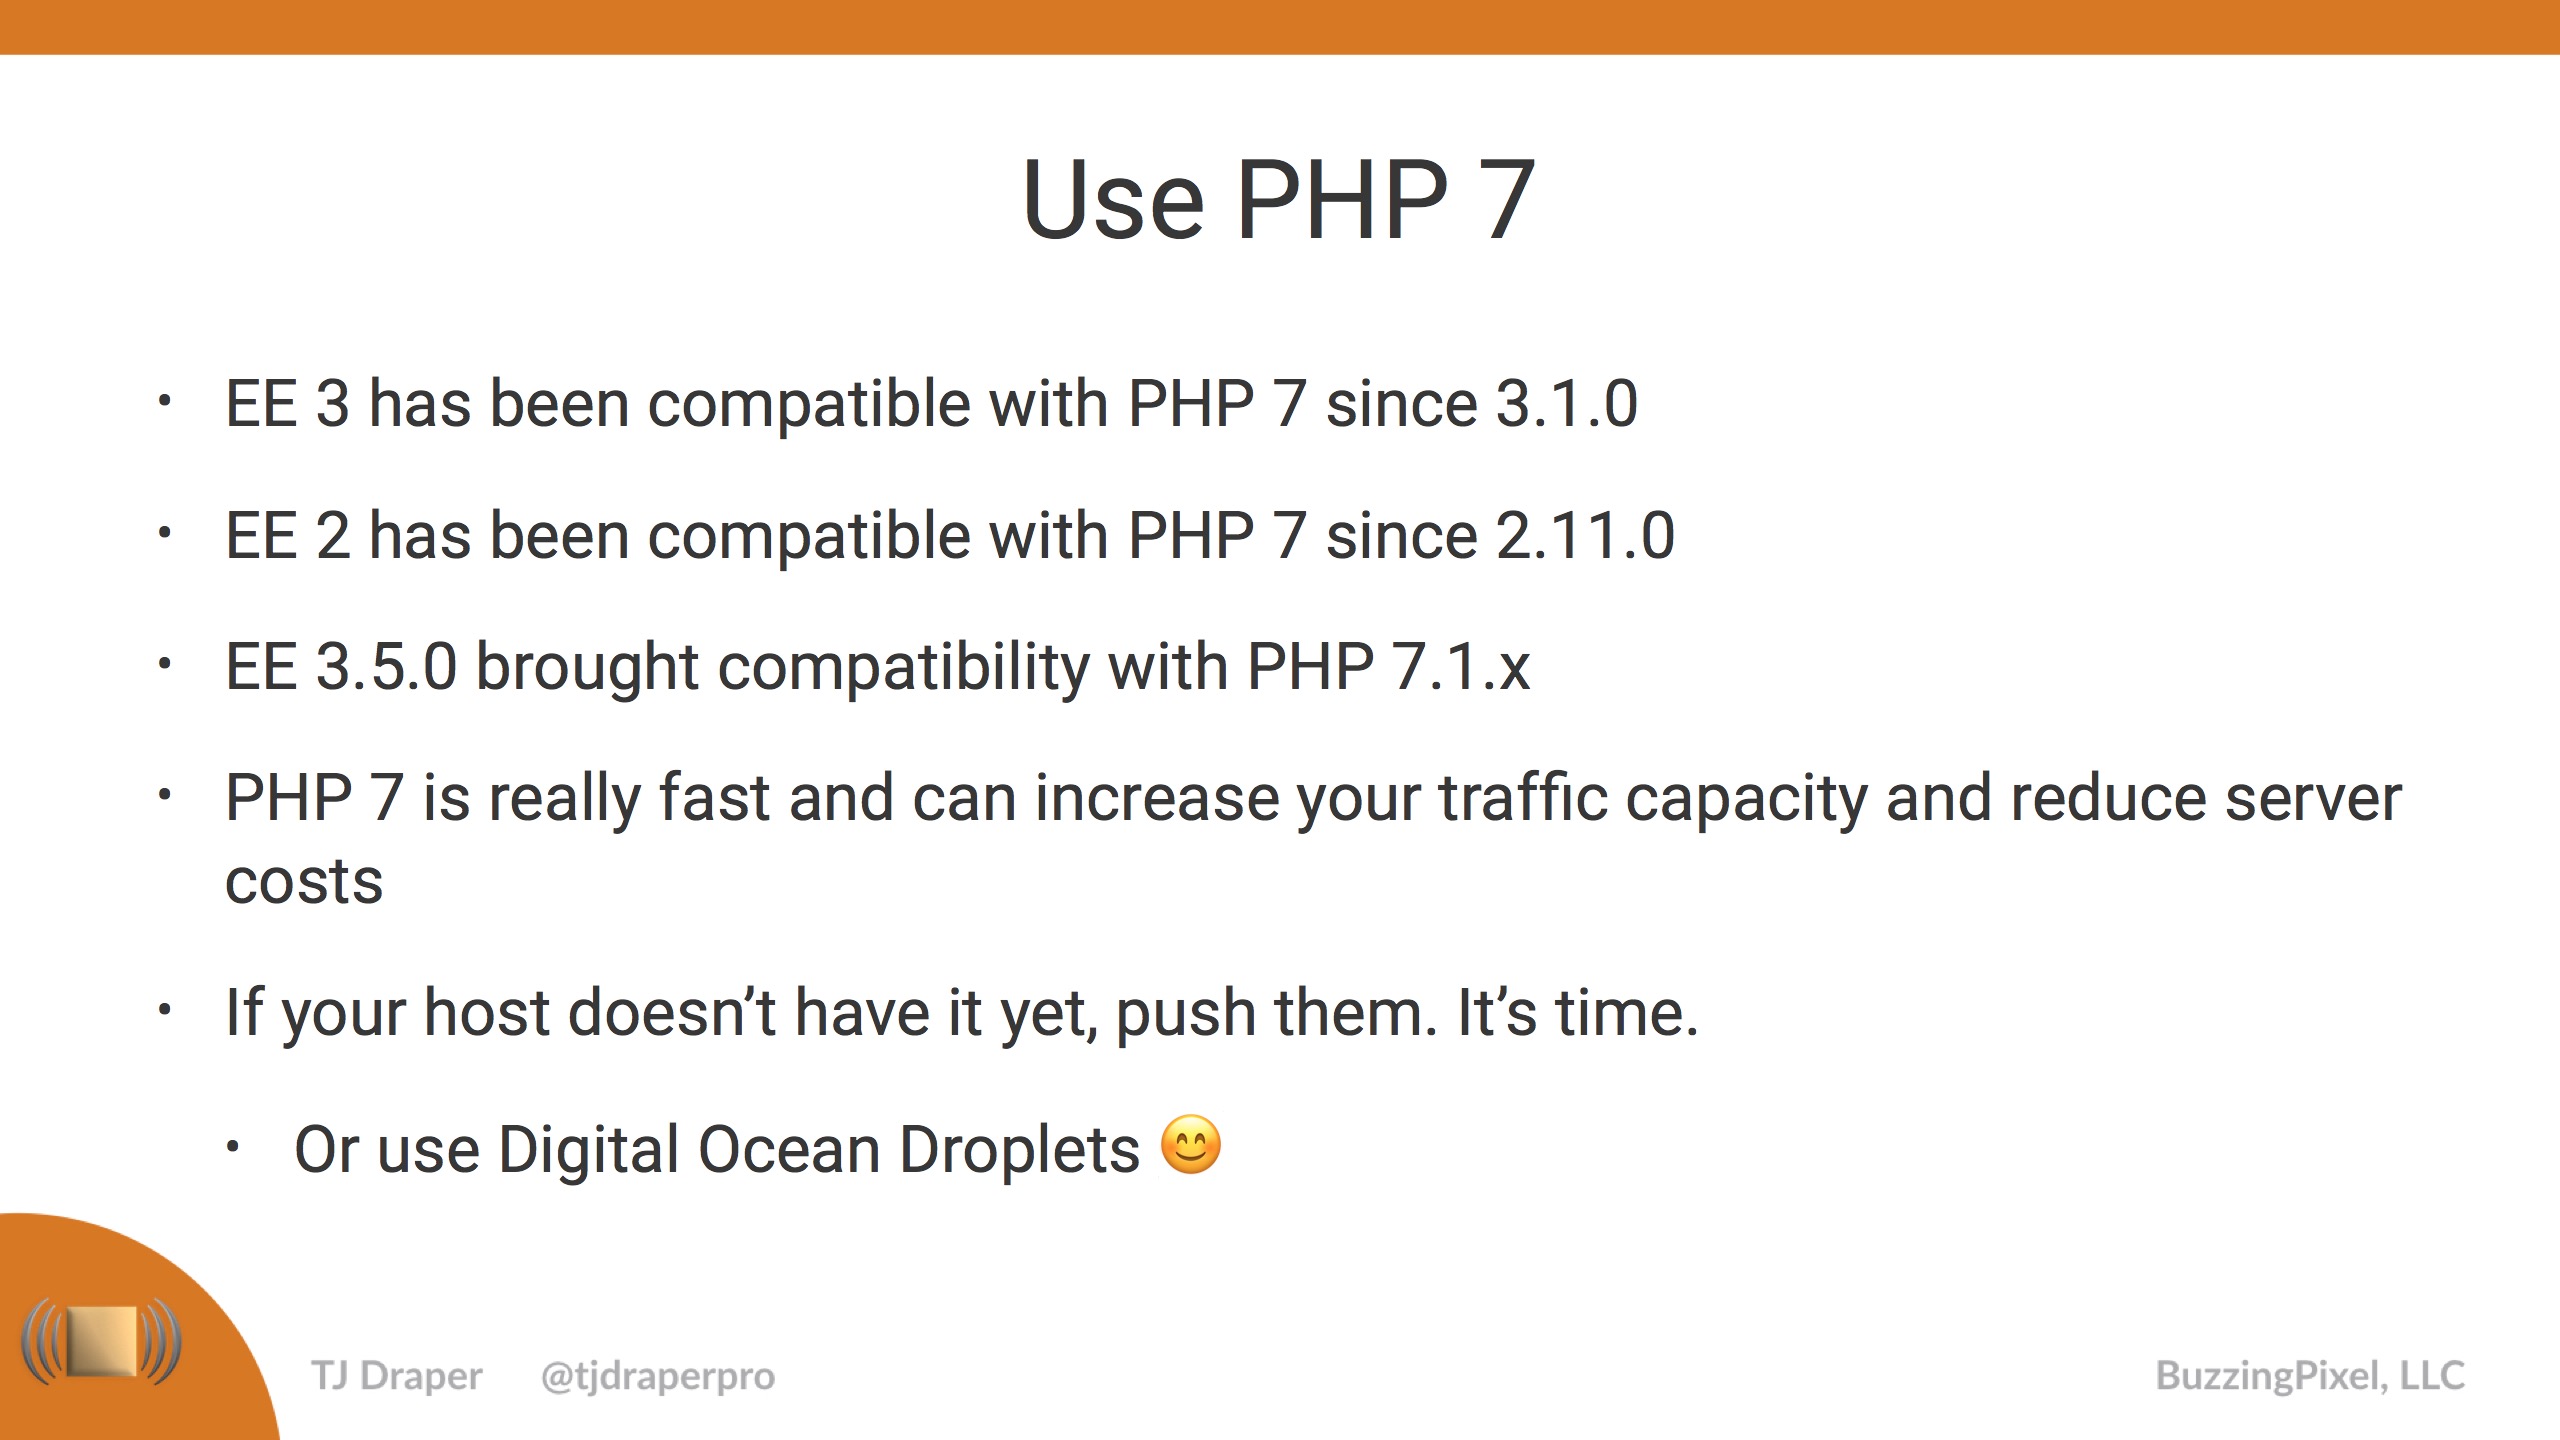 Use PHP 7
• EE 3 has been compatible with PHP 7 since 3.1.0
• EE 2 has been compatible with PHP 7 since 2.11.0
• EE 3.5.0 brought compatibility with PHP 7.1.x
• PHP 7 is really fast and can increase your traffic capacity and reduce server
costs
• If your host doesn’t have it yet, push them. It’s time.
• Or use Digital Ocean Droplets 😊
TJ Draper @tjdraperpro
BuzzingPixel, LLC